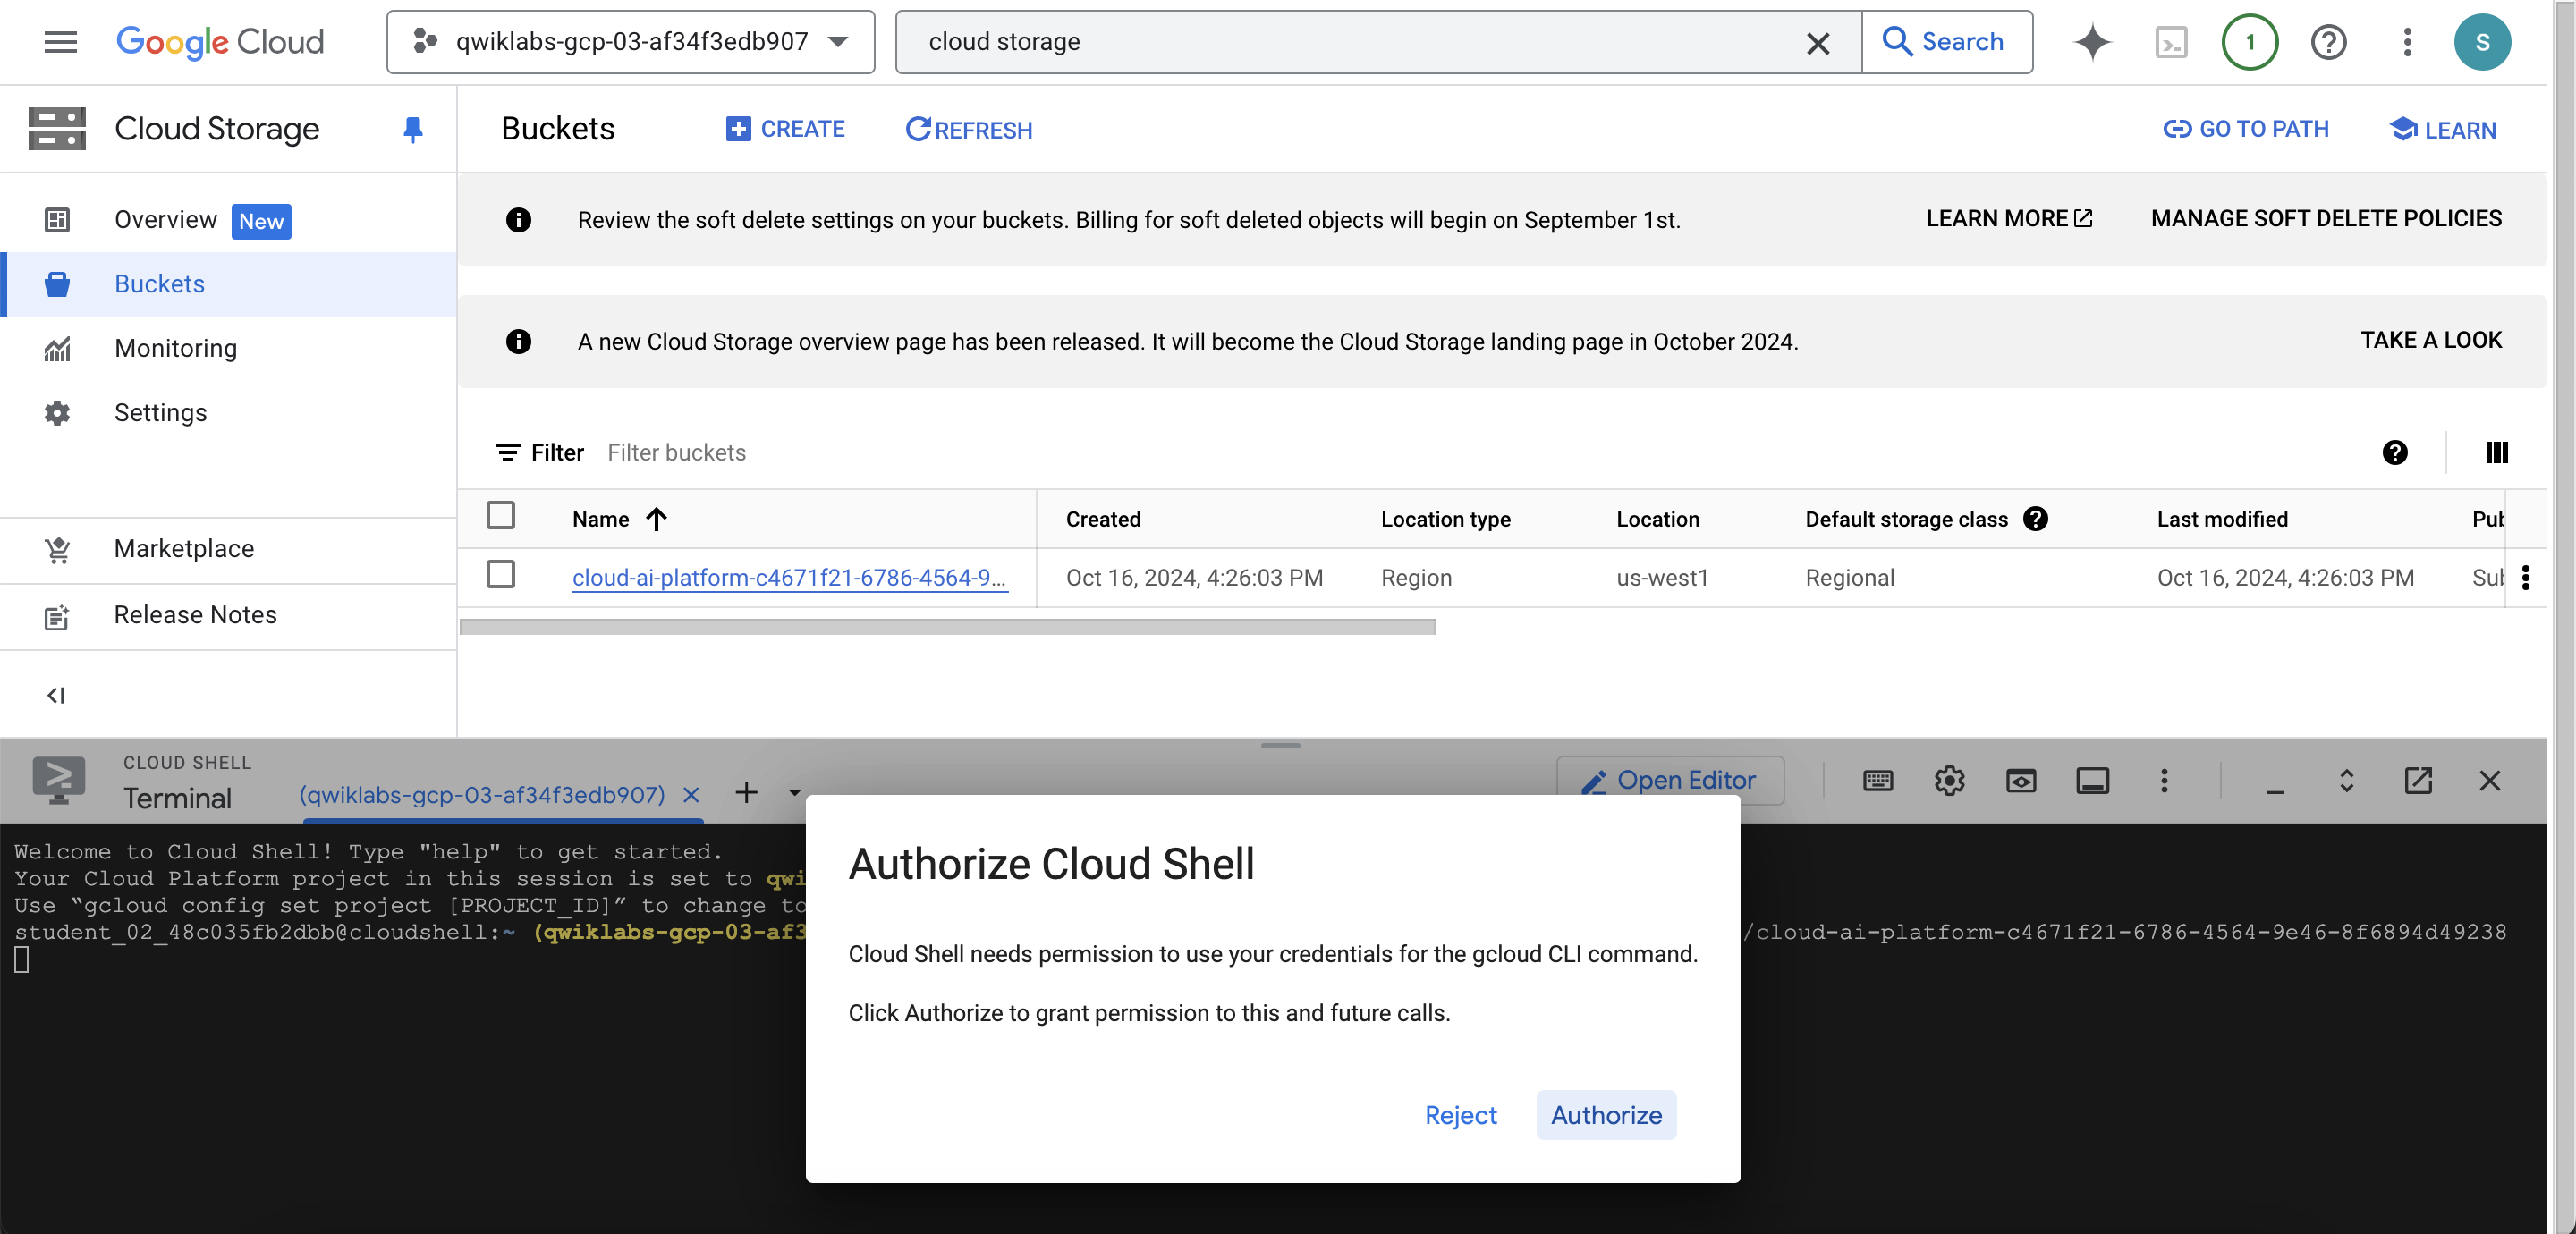 Google Cloud
qwiklabs-gcp-03-af34f3edb907
cloud storage
Search
1
S
Cloud Storage
Buckets
CREATE
REFRESH
GO TO PATH
LEARN
Overview New
Buckets
Monitoring
Settings
Marketplace
Release Notes
Review the soft delete settings on your buckets. Billing for soft deleted objects will begin on September 1st.
LEARN MORE
MANAGE SOFT DELETE POLICIES
A new Cloud Storage overview page has been released. It will become the Cloud Storage landing page in October 2024.
TAKE A LOOK
Filter Filter buckets
Name Created Location type Location Default storage class Last modified Pub
cloud-ai-platform-c4671f21-6786-4564-9... Oct 16, 2024, 4:26:03 PM Region us-west1 Regional Oct 16, 2024, 4:26:03 PM Sub
CLOUD SHELL
Terminal
(qwiklabs-gcp-03-af34f3edb907)
Open Editor
Welcome to Cloud Shell! Type "help" to get started.
Your Cloud Platform project in this session is set to qwi
Use “gcloud config set project [PROJECT_ID]” to change to
student_02_48c035fb2dbb@cloudshell:~ (qwiklabs-gcp-03-af3
/cloud-ai-platform-c4671f21-6786-4564-9e46-8f6894d49238
Authorize Cloud Shell
Cloud Shell needs permission to use your credentials for the gcloud CLI command.
Click Authorize to grant permission to this and future calls.
Reject
Authorize